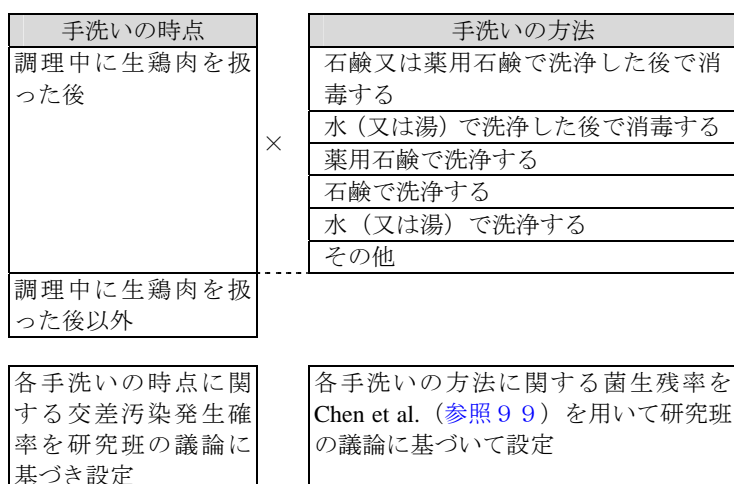 手洗いの時点
調理中に生鶏肉を扱
った後
×
手洗いの方法
石鹸又は薬用石鹸で洗浄した後で消
毒する
水（又は湯）で洗浄した後で消毒する
薬用石鹸で洗浄する
石鹸で洗浄する
水（又は湯）で洗浄する
その他
調理中に生鶏肉を扱
った後以外
各手洗いの時点に関
する交差汚染発生確
率を研究班の議論に
基づき設定
各手洗いの方法に関する菌生残率を
Chen et al.（参照９９）を用いて研究班
の議論に基づいて設定